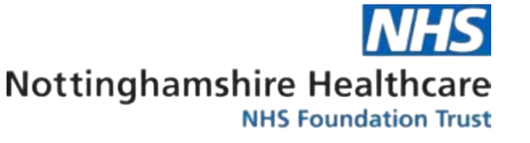 NHS
Nottinghamshire Healthcare
NHS Foundation Trust